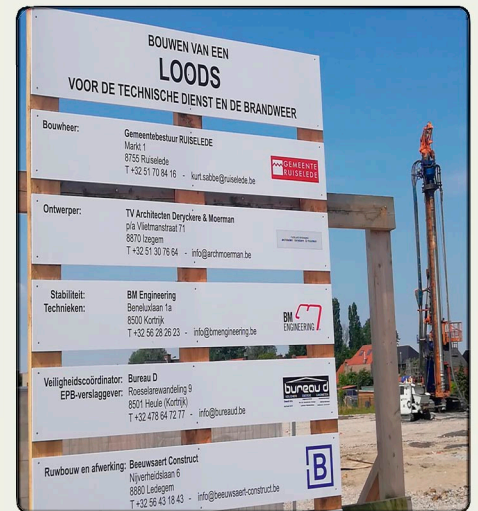 BOUWEN VAN EEN
LOODS
VOOR DE TECHNISCHE DIENST EN DE BRANDWEER
Bouwheer: Gemeentebestuur RUISELEDE
Markt 1
8755 Ruiselede
T +32 51 70 84 16 - kurt.sabbe@ruiselede.be
GEMEENTE
RUISELEDE
Ontwerper: TV Architecten Deryckere & Moerman
p/a Vlietmanstraat 71
8870 Izegem
T +32 51 30 76 64 - info@archmoerman.be
Stabiliteit: BM Engineering
Technieken: Beneluxlaan 1a
8500 Kortrijk
T +32 56 28 26 23 - info@bmengineering.be
BM
ENGINEERING
Veiligheidscoördinator: Bureau D
EPB-verslaggever: Roeselarewandeling 9
8501 Heule (Kortrijk)
T +32 478 64 72 77 - info@bureaud.be
bureau d
Ruwbouw en afwerking: Beeuwsaert Construct
Nijverheidslaan 6
8880 Ledegem
T +32 56 43 18 43 - info@beeuwsaert-construct.be
B